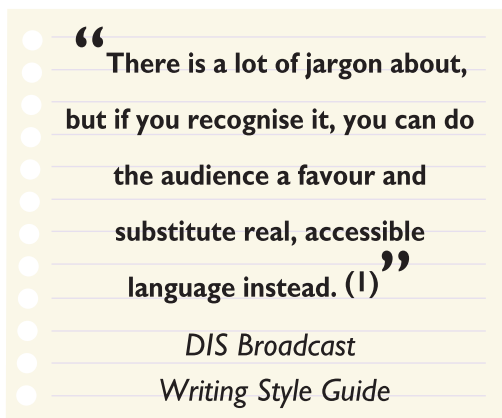 “There is a lot of jargon about,
but if you recognise it, you can do
the audience a favour and
substitute real, accessible
language instead. (1)”
DIS Broadcast
Writing Style Guide